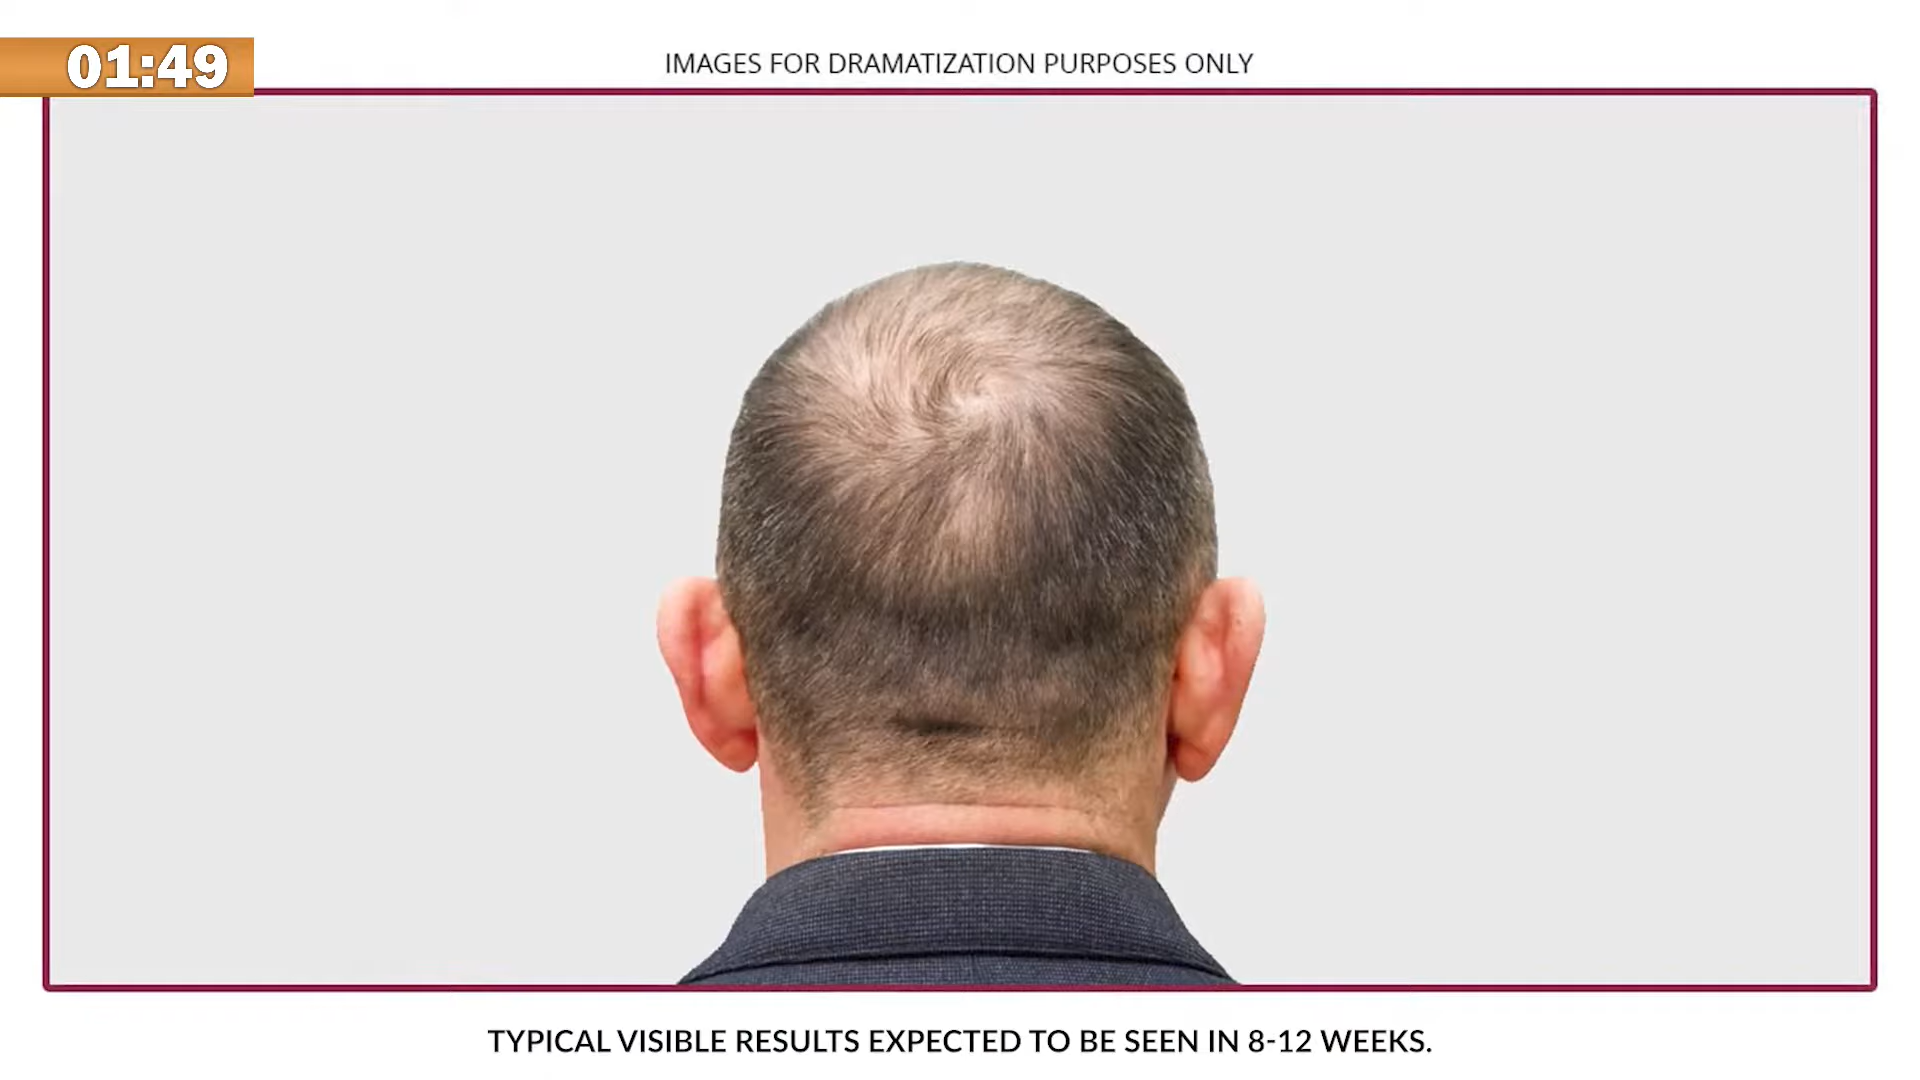 01:49
IMAGES FOR DRAMATIZATION PURPOSES ONLY
TYPICAL VISIBLE RESULTS EXPECTED TO BE SEEN IN 8-12 WEEKS.